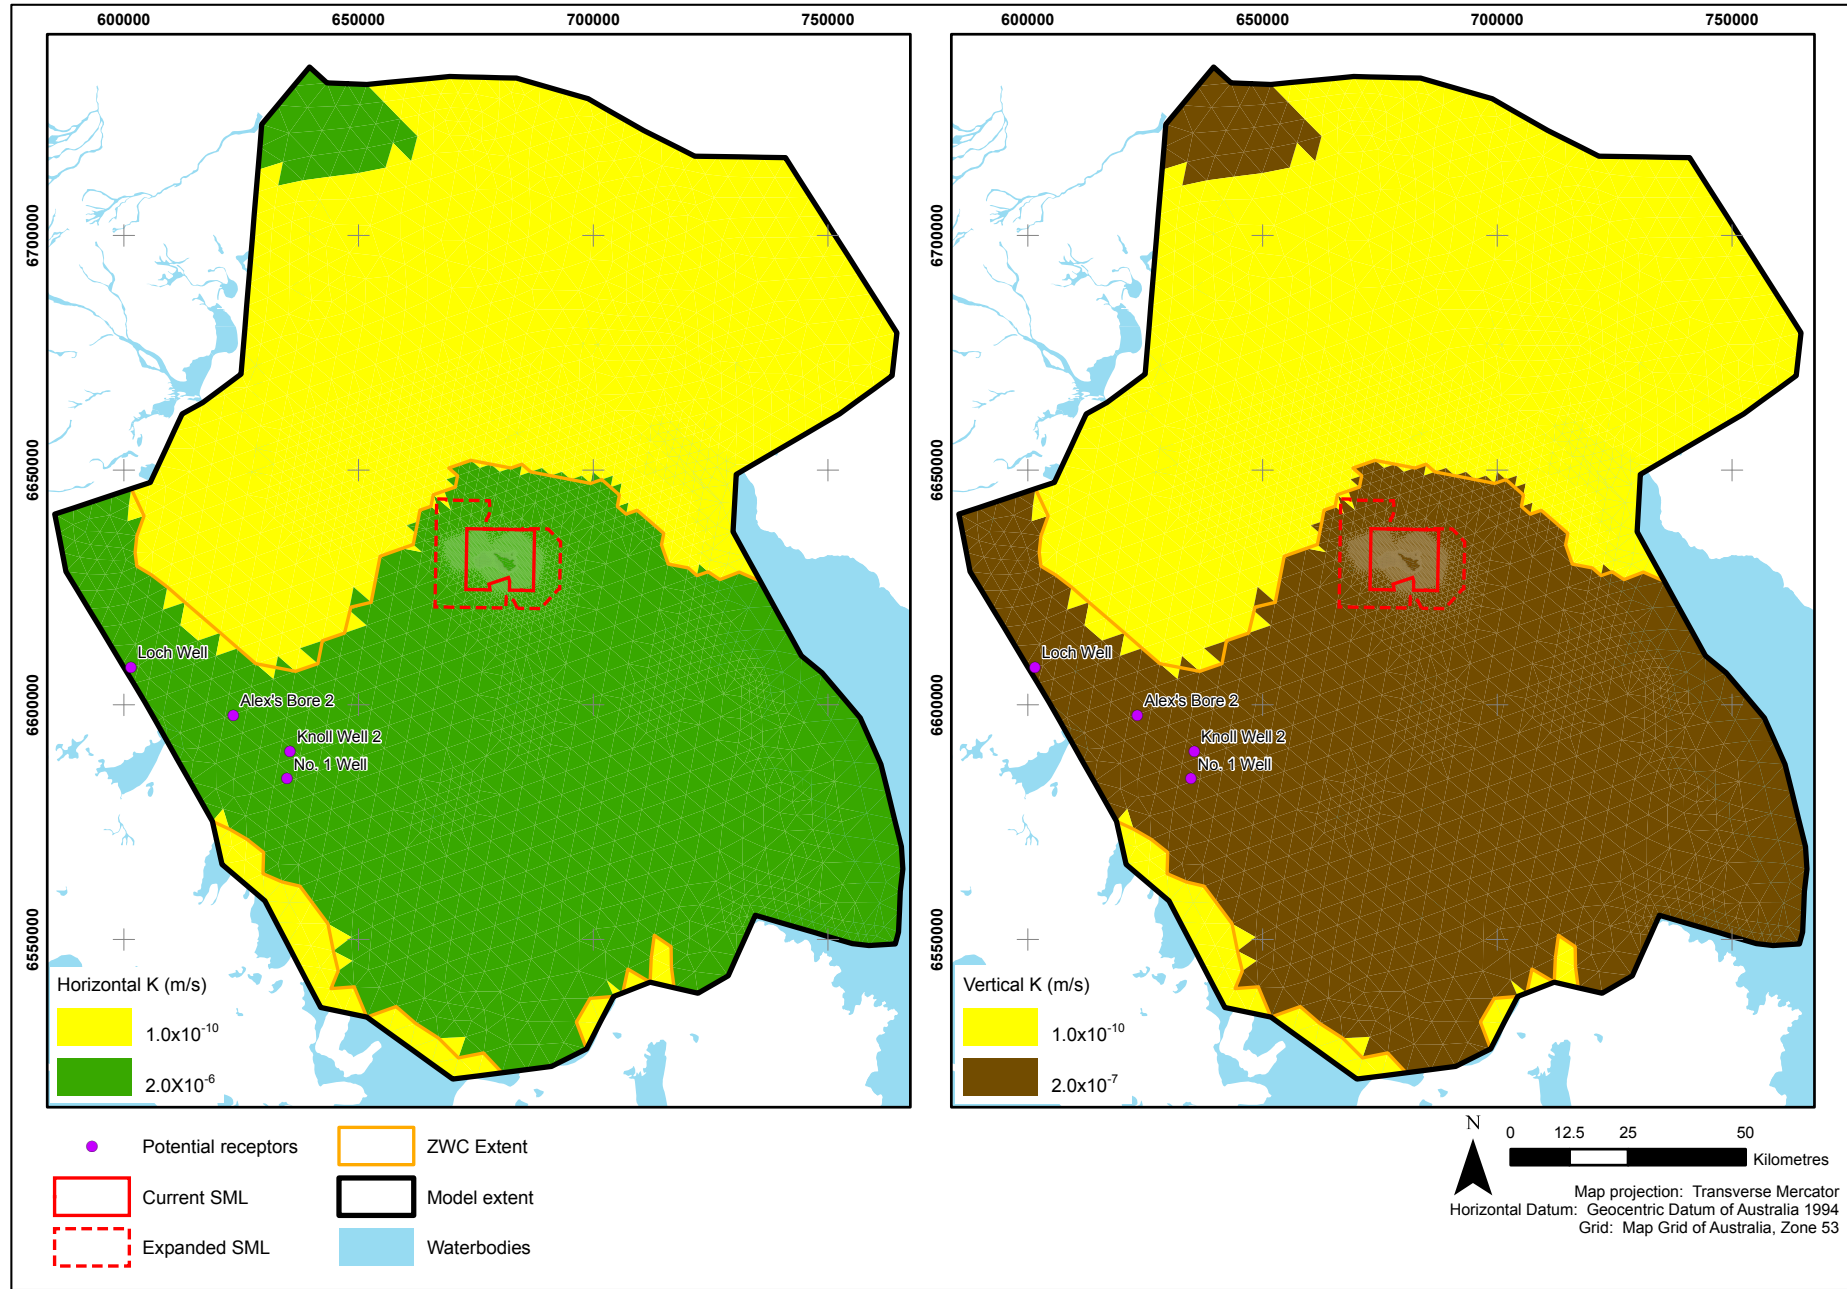 600000 650000 700000 750000
600000 650000 700000 750000
6700000
6650000
6600000
6550000
6700000
6650000
6600000
6550000
Loch Well
Alex's Bore 2
Knoll Well 2
No. 1 Well
Loch Well
Alex's Bore 2
Knoll Well 2
No. 1 Well
Horizontal K (m/s)
1.0x10⁻¹⁰
2.0X10⁻⁶
Vertical K (m/s)
1.0x10⁻¹⁰
2.0x10⁻⁷
Potential receptors
Current SML
Expanded SML
ZWC Extent
Model extent
Waterbodies
N
0 12.5 25 50
Kilometres
Map projection: Transverse Mercator
Horizontal Datum: Geocentric Datum of Australia 1994
Grid: Map Grid of Australia, Zone 53